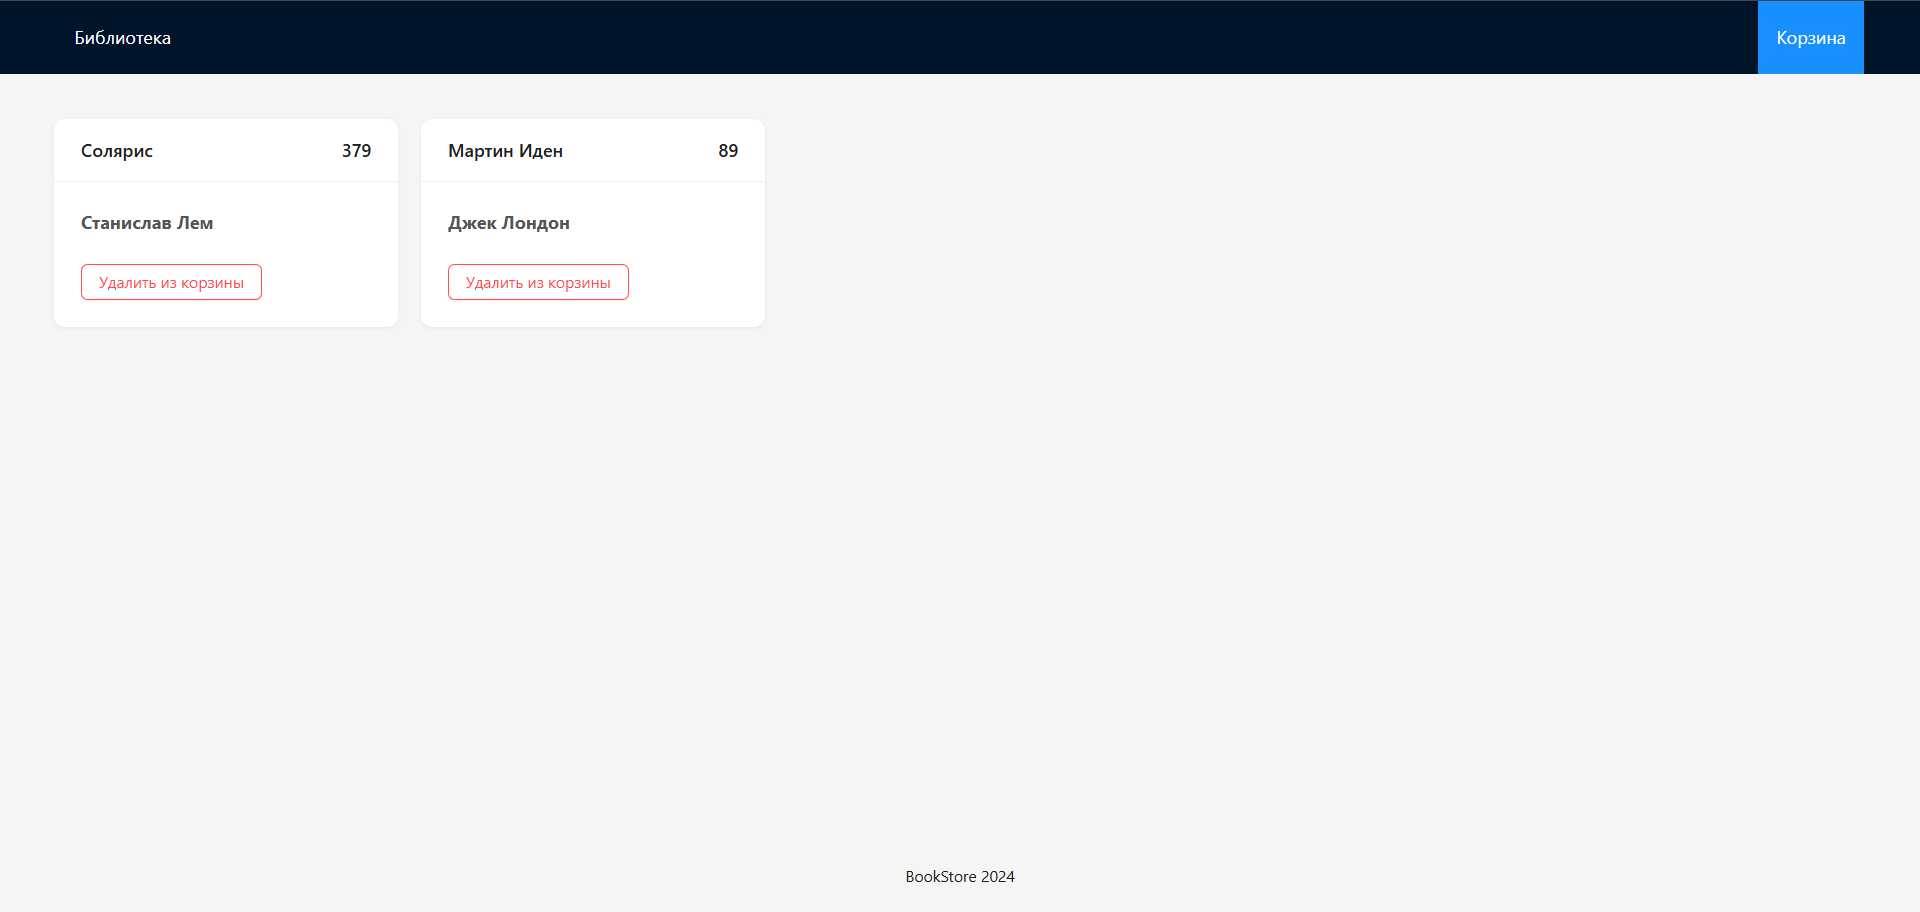 Библиотека
Корзина
Солярис 379
Станислав Лем
Удалить из корзины
Мартин Иден 89
Джек Лондон
Удалить из корзины
BookStore 2024